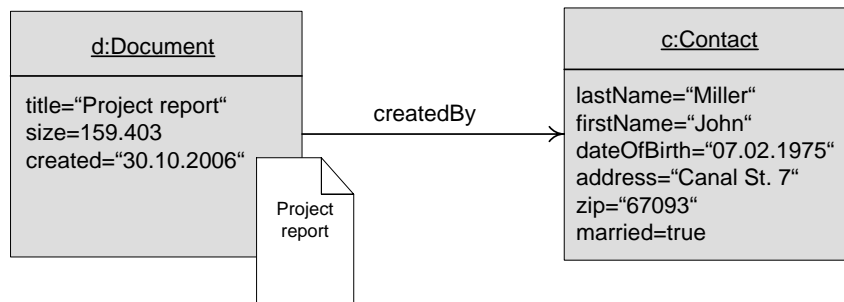 d:Document
title=“Project report“
size=159.403
created=“30.10.2006“
Project
report
createdBy
c:Contact
lastName=“Miller“
firstName=“John“
dateOfBirth=“07.02.1975“
address=“Canal St. 7“
zip=“67093“
married=true